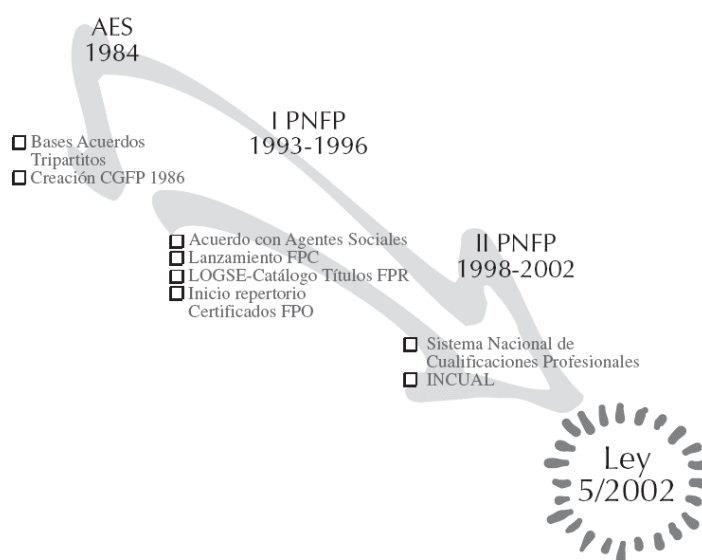 AES
1984
Bases Acuerdos
Tripartitos
Creación CGFP 1986
I PNFP
1993-1996
Acuerdo con Agentes Sociales
Lanzamiento FPC
LOGSE-Catálogo Títulos FPR
Inicio repertorio
Certificados FPO
II PNFP
1998-2002
Sistema Nacional de
Cualificaciones Profesionales
INCUAL
Ley
5/2002